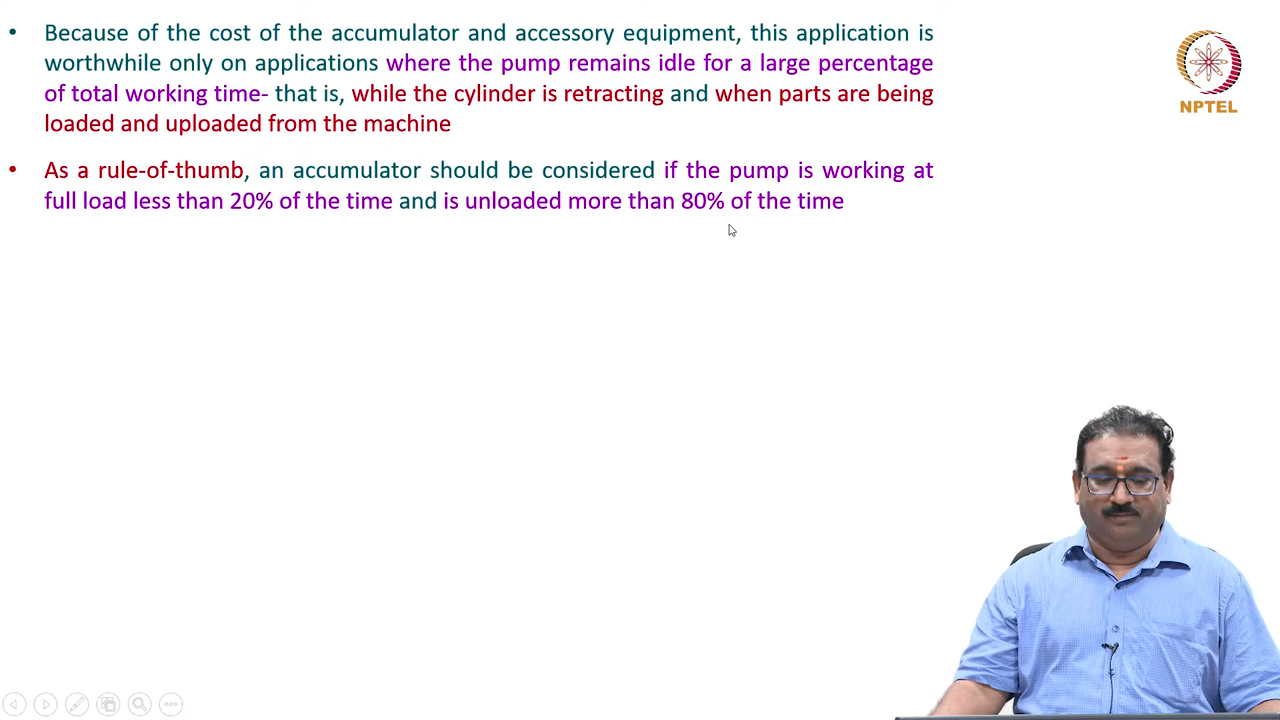 • Because of the cost of the accumulator and accessory equipment, this application is
worthwhile only on applications where the pump remains idle for a large percentage
of total working time- that is, while the cylinder is retracting and when parts are being
loaded and uploaded from the machine
• As a rule-of-thumb, an accumulator should be considered if the pump is working at
full load less than 20% of the time and is unloaded more than 80% of the time
NPTEL